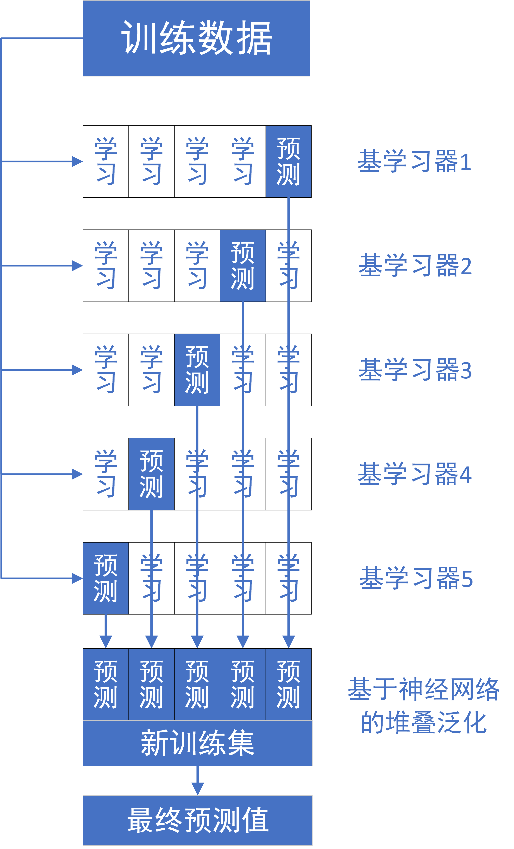 训练数据
学习 学习 学习 学习 预测 基学习器1
学习 学习 学习 预测 学习 基学习器2
学习 学习 预测 学习 学习 基学习器3
学习 预测 学习 学习 学习 基学习器4
预测 学习 学习 学习 学习 基学习器5
预测 预测 预测 预测 预测
基于神经网络
的堆叠泛化
新训练集
最终预测值